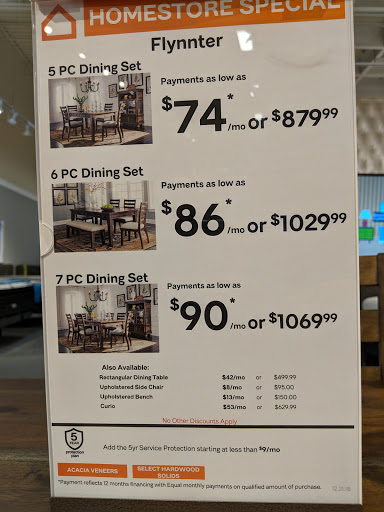 HOMESTORE SPECIAL
Flynnter
5 PC Dining Set
Payments as low as
$74*/mo or $879⁹⁹
6 PC Dining Set
Payments as low as
$86*/mo or $1029⁹⁹
7 PC Dining Set
Payments as low as
$90*/mo or $1069⁹⁹
Also Available:
Rectangular Dining Table $42/mo or $499.99
Upholstered Side Chair $8/mo or $95.00
Upholstered Bench $13/mo or $150.00
Curio $53/mo or $629.99
No Other Discounts Apply
5 YEAR protection plan
Add the 5yr Service Protection starting at less than $9/mo
ACACIA VENEERS
SELECT HARDWOOD SOLIDS
*Payment reflects 12 months financing with Equal monthly payments on qualified amount of purchase.